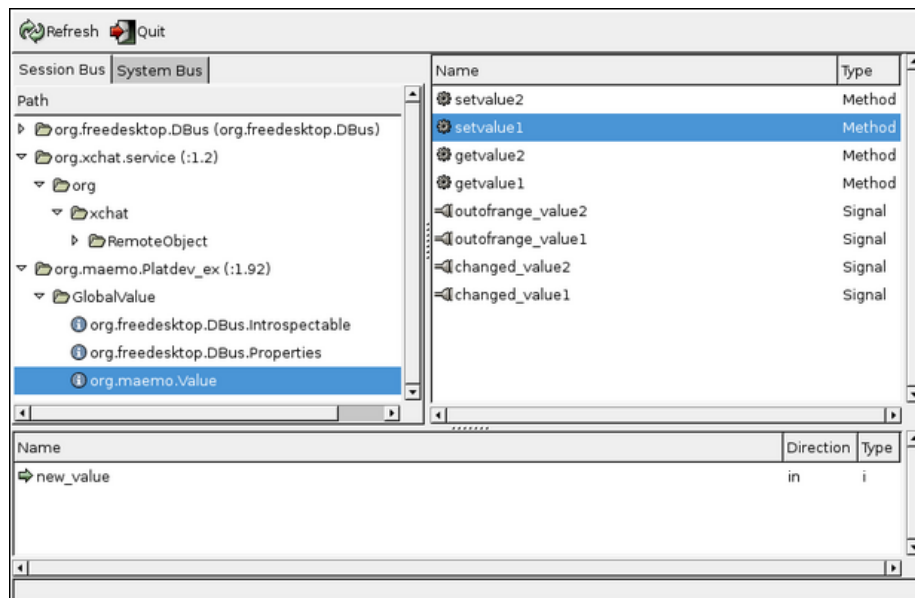 Refresh Quit
Session Bus System Bus
Path
org.freedesktop.DBus (org.freedesktop.DBus)
org.xchat.service (:1.2)
org
xchat
RemoteObject
org.maemo.Platdev_ex (:1.92)
GlobalValue
org.freedesktop.DBus.Introspectable
org.freedesktop.DBus.Properties
org.maemo.Value
Name Type
setvalue2 Method
setvalue1 Method
getvalue2 Method
getvalue1 Method
outofrange_value2 Signal
outofrange_value1 Signal
changed_value2 Signal
changed_value1 Signal
Name Direction Type
new_value in i